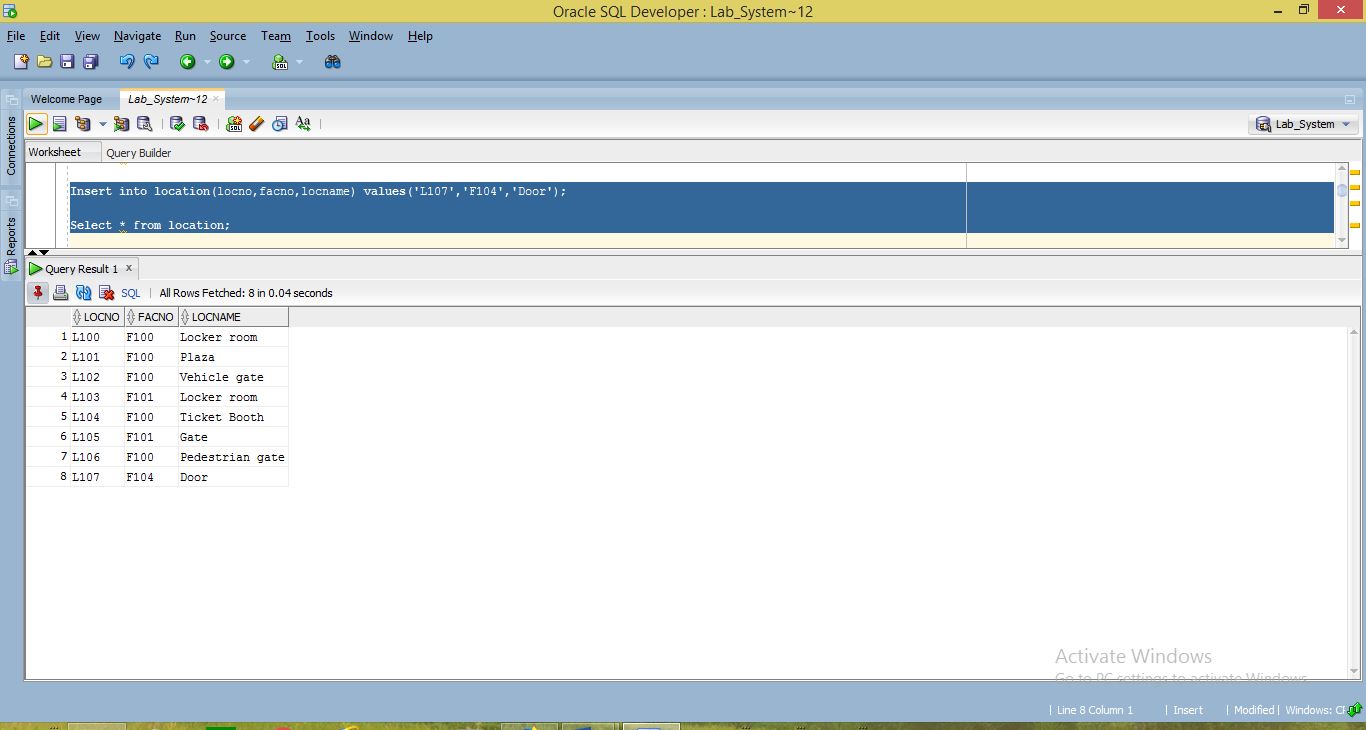 Oracle SQL Developer : Lab_System~12
File Edit View Navigate Run Source Team Tools Window Help
SQL
Welcome Page Lab_System~12
Connections
Reports
SQL Aa Lab_System
Worksheet Query Builder
Insert into location(locno,facno,locname) values('L107','F104','Door');
Select * from location;
Query Result 1 x
SQL | All Rows Fetched: 8 in 0.04 seconds
LOCNO FACNO LOCNAME
1 L100 F100 Locker room
2 L101 F100 Plaza
3 L102 F100 Vehicle gate
4 L103 F101 Locker room
5 L104 F100 Ticket Booth
6 L105 F101 Gate
7 L106 F100 Pedestrian gate
8 L107 F104 Door
Activate Windows
Go to PC settings to activate Windows.
| Line 8 Column 1 | Insert | Modified | Windows: